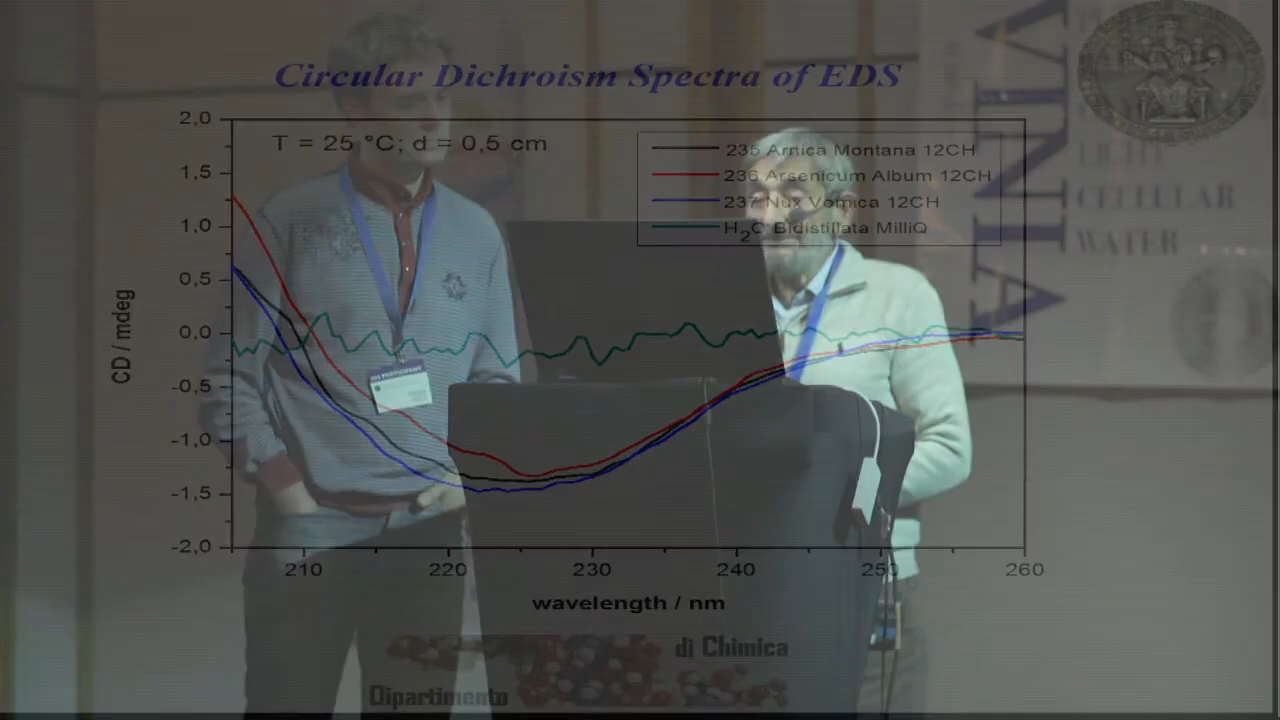 Circular Dichroism Spectra of EDS
T = 25 °C; d = 0,5 cm
235 Arnica Montana 12CH
236 Arsenicum Album 12CH
237 Nux Vomica 12CH
H2O Bidistillata MilliQ
2,0
1,5
1,0
0,5
0,0
-0,5
-1,0
-1,5
-2,0
CD / mdeg
210 220 230 240 250 260
wavelength / nm
di Chimica
Dipartimento
LIGHT
CELLULAR
WATER